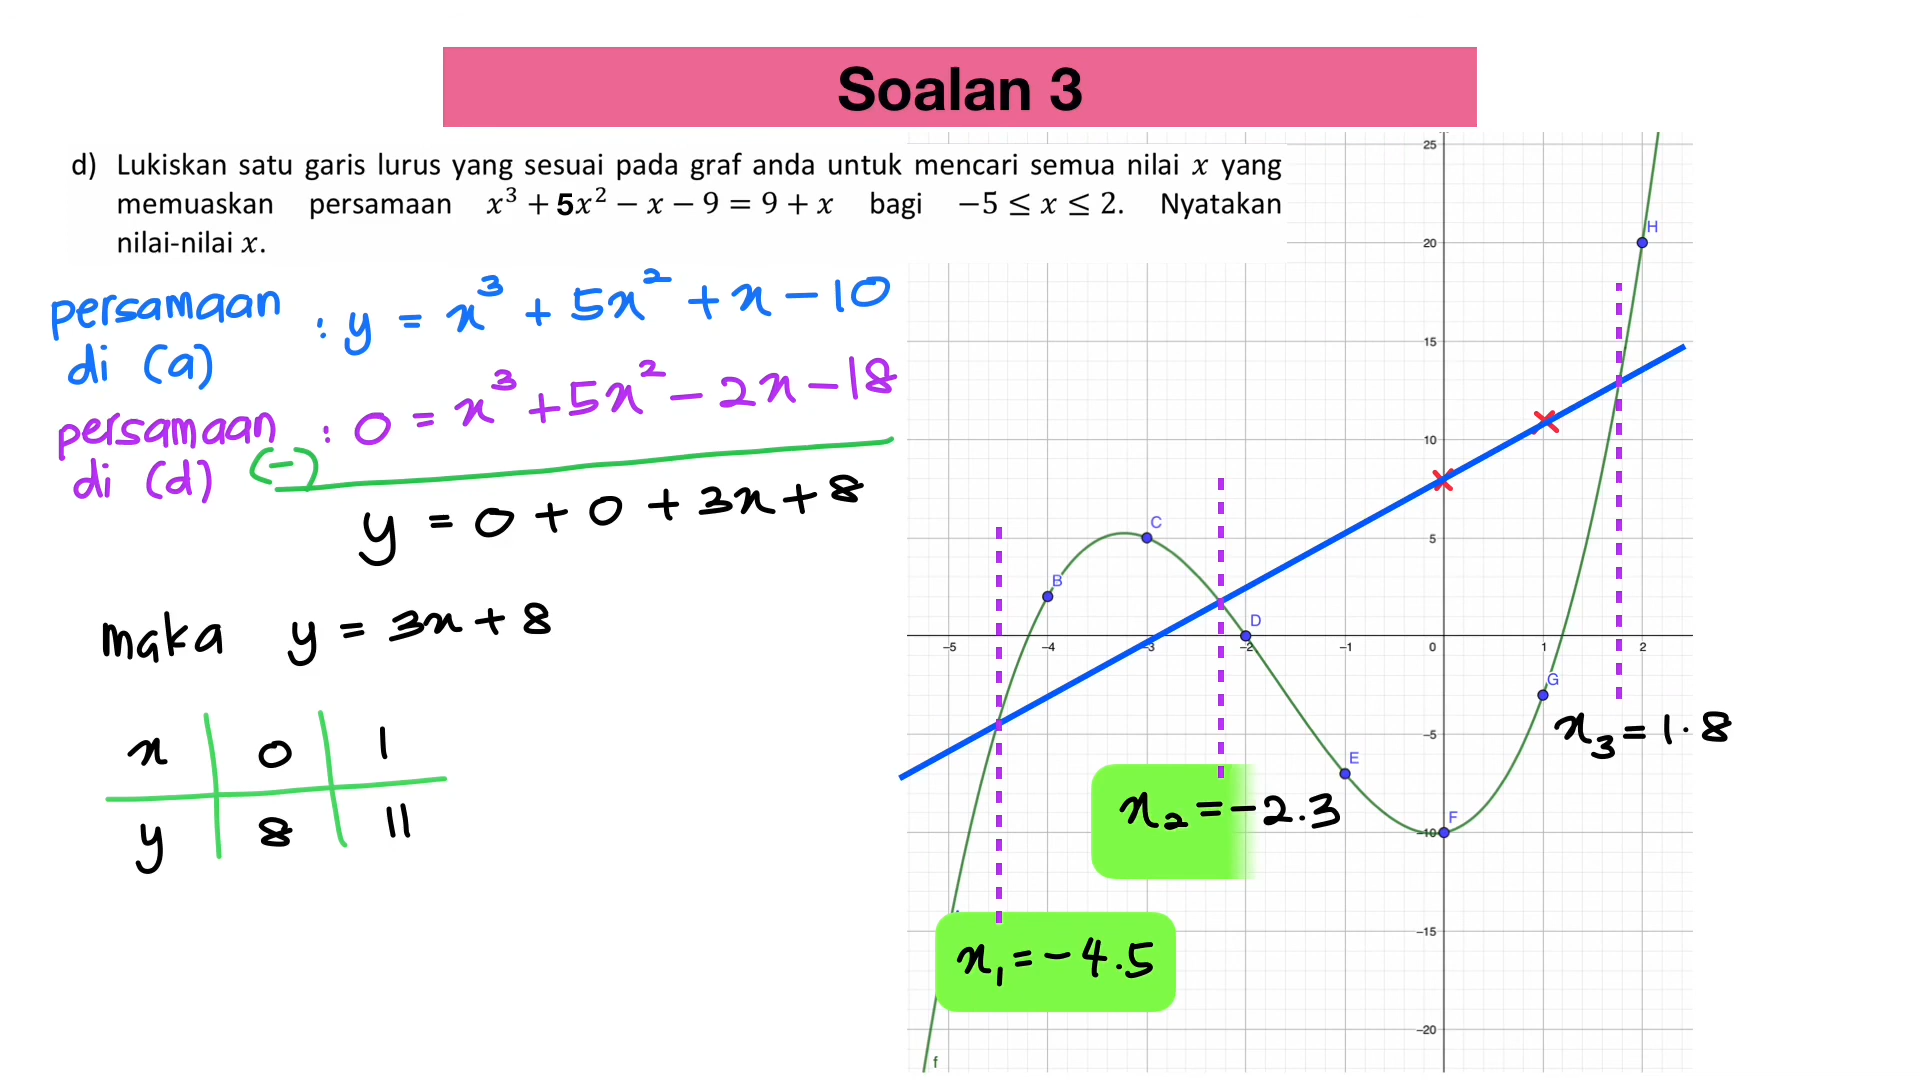 Soalan 3
d) Lukiskan satu garis lurus yang sesuai pada graf anda untuk mencari semua nilai x yang
memuaskan persamaan x³ + 5x² − x − 9 = 9 + x bagi −5 ≤ x ≤ 2. Nyatakan
nilai-nilai x.
persamaan
di (a) : y = x³ + 5x² + x − 10
persamaan
di (d) : 0 = x³ + 5x² − 2x − 18
(−)
y = 0 + 0 + 3x + 8
maka y = 3x + 8
x 0 1
y 8 11
25
H
20
15
10
C
5
B
D
−5 −4 −3 −2 −1 0 1 2
G
−5
x₃ = 1.8
E
x₂ = −2.3
F
−10
−15
x₁ = −4.5
−20
f